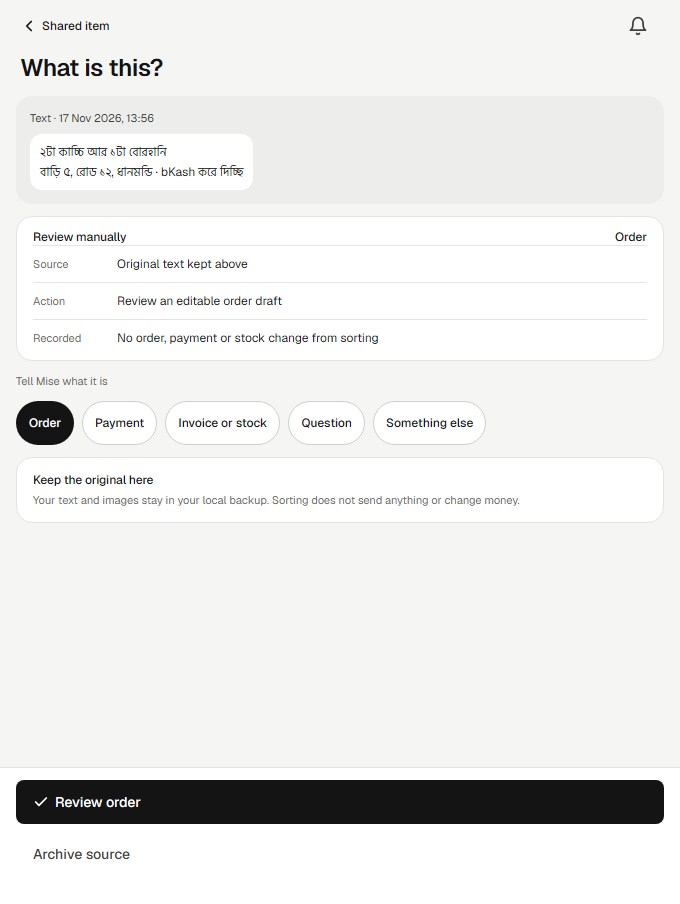 Shared item
What is this?
Text · 17 Nov 2026, 13:56
২টা কাচ্চি আর ১টা বোরহানি
বাড়ি ৫, রোড ১২, ধানমন্ডি · bKash করে দিচ্ছি
Review manually Order
Source Original text kept above
Action Review an editable order draft
Recorded No order, payment or stock change from sorting
Tell Mise what it is
Order Payment Invoice or stock Question Something else
Keep the original here
Your text and images stay in your local backup. Sorting does not send anything or change money.
Review order
Archive source